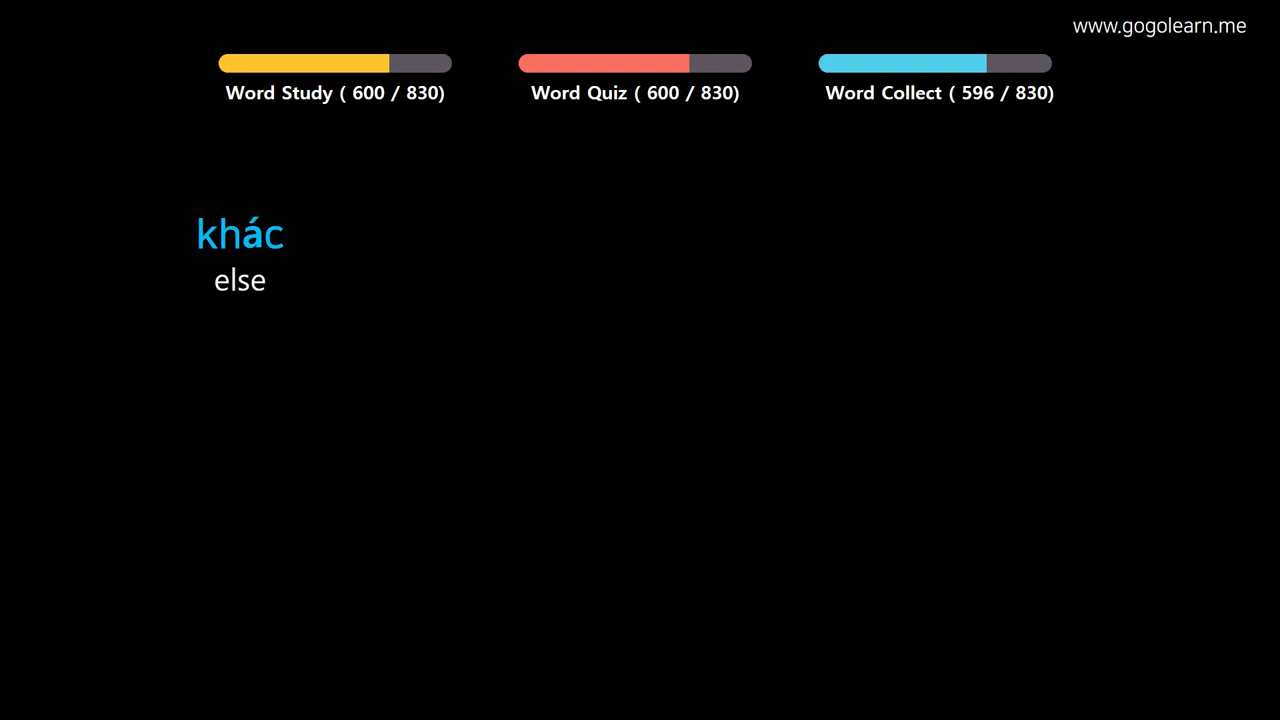 www.gogolearn.me
Word Study ( 600 / 830)
Word Quiz ( 600 / 830)
Word Collect ( 596 / 830)
khác
else